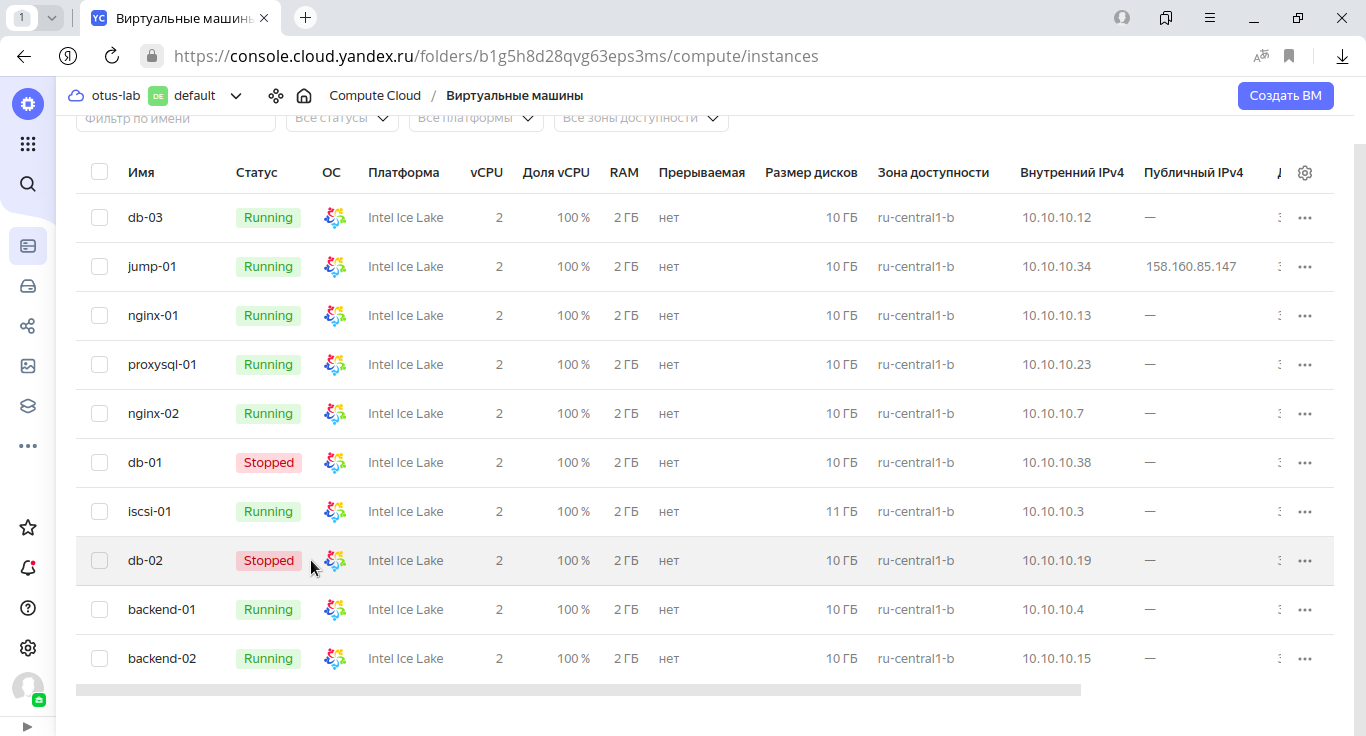 1 YC Виртуальные машинь
https://console.cloud.yandex.ru/folders/b1g5h8d28qvg63eps3ms/compute/instances
otus-lab DE default Compute Cloud / Виртуальные машины Создать ВМ
Фильтр по имени Все статусы Все платформы Все зоны доступности
Имя Статус ОС Платформа vCPU Доля vCPU RAM Прерываемая Размер дисков Зона доступности Внутренний IPv4 Публичный IPv4
db-03 Running Intel Ice Lake 2 100 % 2 ГБ нет 10 ГБ ru-central1-b 10.10.10.12 —
jump-01 Running Intel Ice Lake 2 100 % 2 ГБ нет 10 ГБ ru-central1-b 10.10.10.34 158.160.85.147
nginx-01 Running Intel Ice Lake 2 100 % 2 ГБ нет 10 ГБ ru-central1-b 10.10.10.13 —
proxysql-01 Running Intel Ice Lake 2 100 % 2 ГБ нет 10 ГБ ru-central1-b 10.10.10.23 —
nginx-02 Running Intel Ice Lake 2 100 % 2 ГБ нет 10 ГБ ru-central1-b 10.10.10.7 —
db-01 Stopped Intel Ice Lake 2 100 % 2 ГБ нет 10 ГБ ru-central1-b 10.10.10.38 —
iscsi-01 Running Intel Ice Lake 2 100 % 2 ГБ нет 11 ГБ ru-central1-b 10.10.10.3 —
db-02 Stopped Intel Ice Lake 2 100 % 2 ГБ нет 10 ГБ ru-central1-b 10.10.10.19 —
backend-01 Running Intel Ice Lake 2 100 % 2 ГБ нет 10 ГБ ru-central1-b 10.10.10.4 —
backend-02 Running Intel Ice Lake 2 100 % 2 ГБ нет 10 ГБ ru-central1-b 10.10.10.15 —